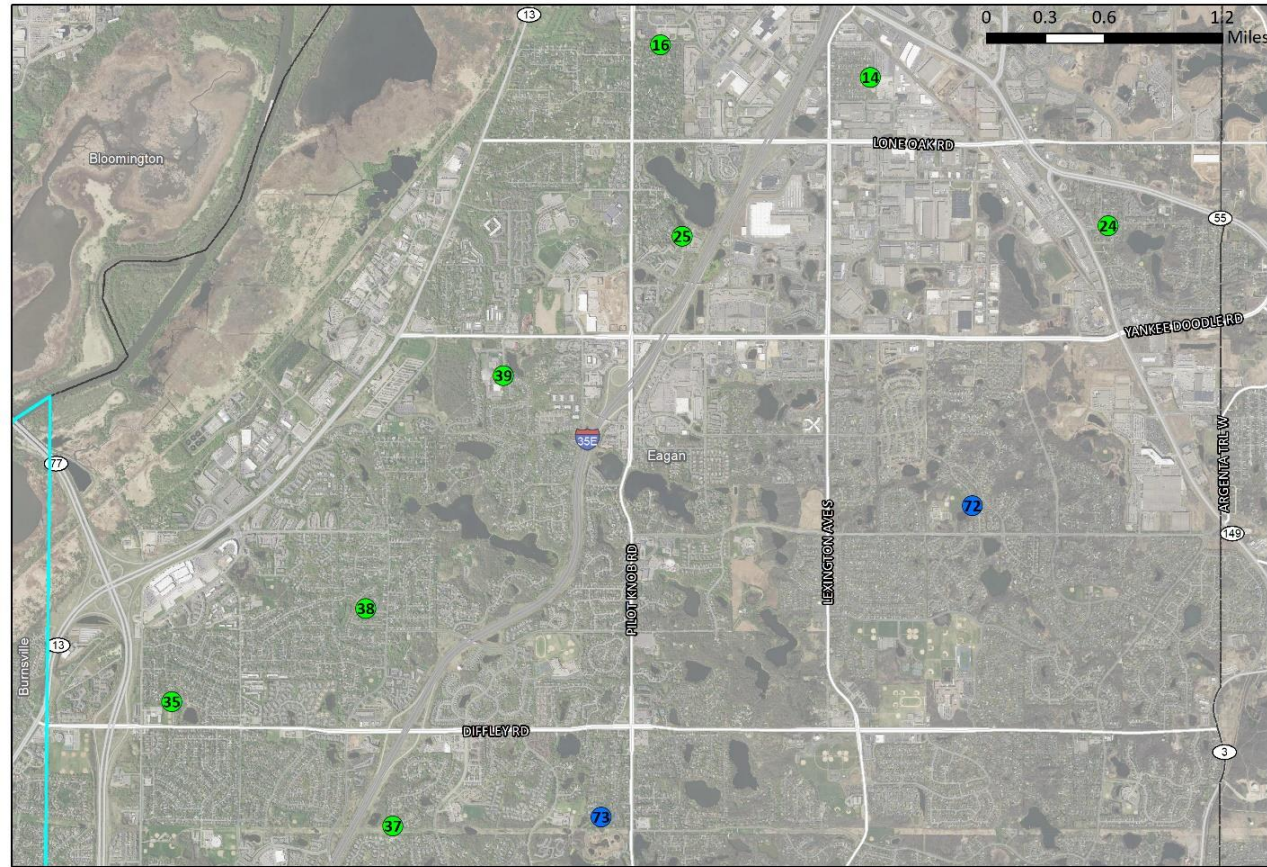 13
0 0.3 0.6 1.2
Miles
16
14
Bloomington
LONE OAK RD
55
24
25
YANKEE DOODLE RD
39
35E
Eagan
77
ARGENTA TRL W
72
LEXINGTON AVE S
149
PILOT KNOB RD
38
13
Burnsville
35
DIFFLEY RD
3
73
37